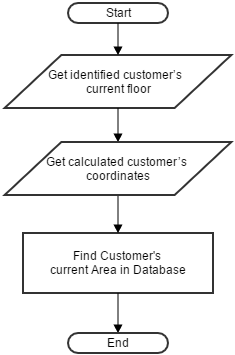 Start
Get identified customer's
current floor
Get calculated customer's
coordinates
Find Customer's
current Area in Database
End